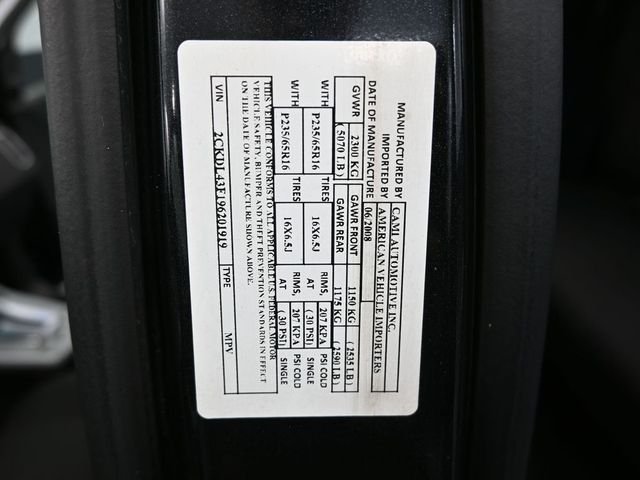 MANUFACTURED BY CAMI AUTOMOTIVE INC.
IMPORTED BY AMERICAN VEHICLE IMPORTERS
DATE OF MANUFACTURE 06/2008
GVWR 2300 KG GAWR FRONT 1150 KG ( 2535 LB )
( 5070 LB ) GAWR REAR 1175 KG ( 2590 LB )
WITH P235/65R16 TIRES 16X6.5J RIMS, AT 207 KPA ( 30 PSI ) PSI COLD SINGLE
WITH P235/65R16 TIRES 16X6.5J RIMS, AT 207 KPA ( 30 PSI ) PSI COLD SINGLE
THIS VEHICLE CONFORMS TO ALL APPLICABLE U.S. FEDERAL MOTOR
VEHICLE SAFETY, BUMPER AND THEFT PREVENTION STANDARDS IN EFFECT
ON THE DATE OF MANUFACTURE SHOWN ABOVE.
VIN 2CKDL43F196201919 TYPE MPV